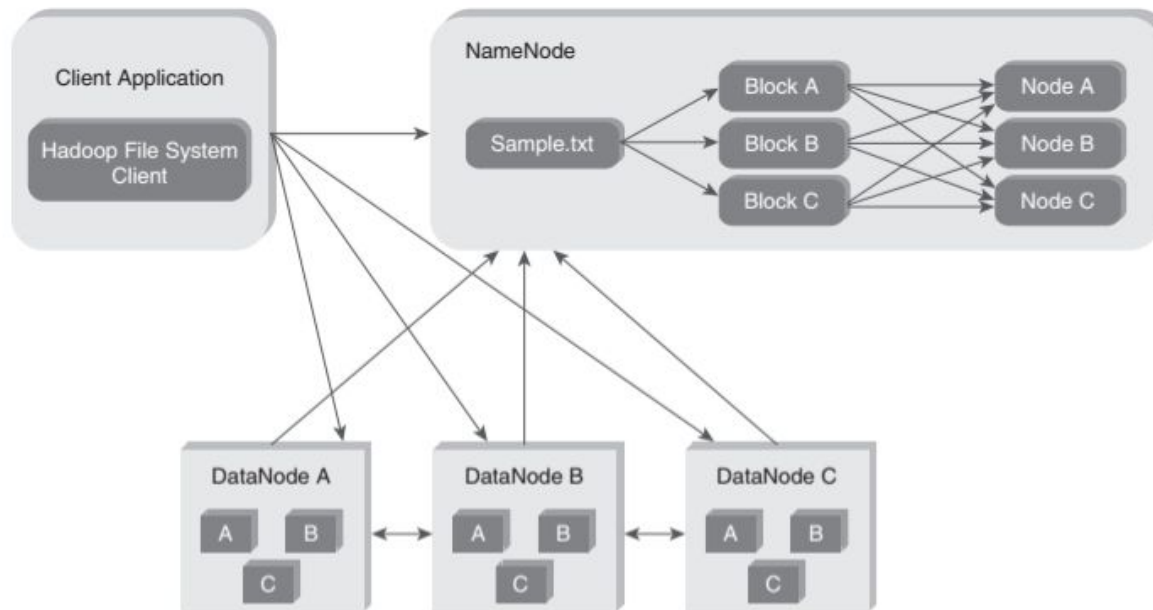 Client Application
Hadoop File System
Client
NameNode
Sample.txt
Block A
Block B
Block C
Node A
Node B
Node C
DataNode A
A
B
C
DataNode B
A
B
C
DataNode C
A
B
C